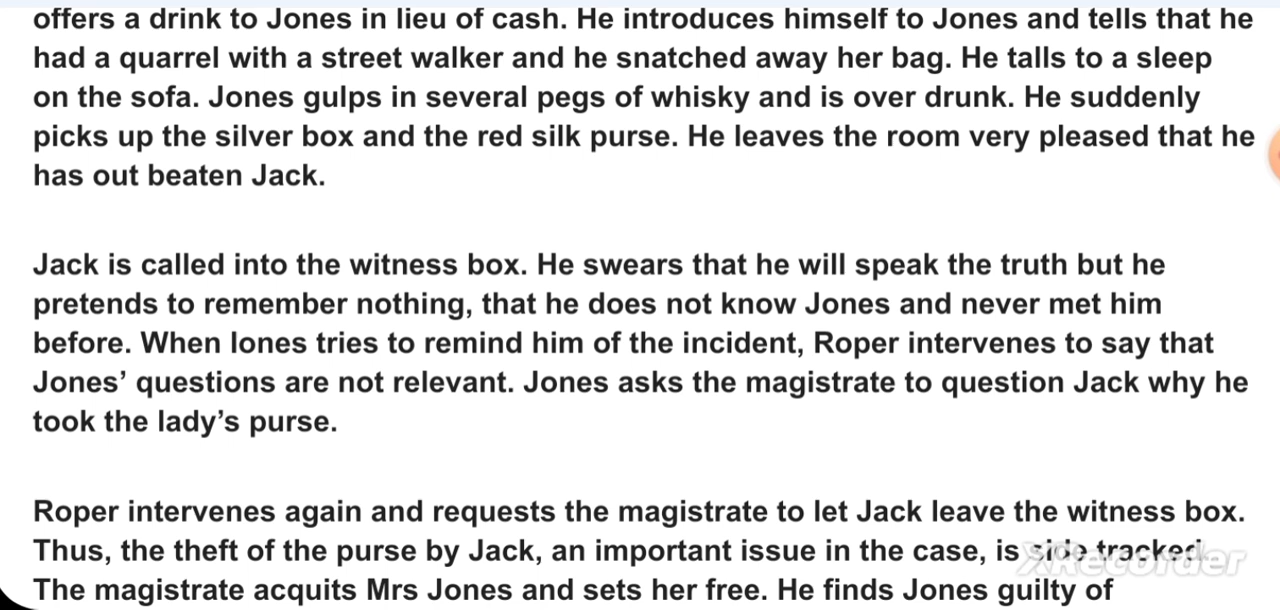 offers a drink to Jones in lieu of cash. He introduces himself to Jones and tells that he
had a quarrel with a street walker and he snatched away her bag. He talls to a sleep
on the sofa. Jones gulps in several pegs of whisky and is over drunk. He suddenly
picks up the silver box and the red silk purse. He leaves the room very pleased that he
has out beaten Jack.
Jack is called into the witness box. He swears that he will speak the truth but he
pretends to remember nothing, that he does not know Jones and never met him
before. When lones tries to remind him of the incident, Roper intervenes to say that
Jones’ questions are not relevant. Jones asks the magistrate to question Jack why he
took the lady’s purse.
Roper intervenes again and requests the magistrate to let Jack leave the witness box.
Thus, the theft of the purse by Jack, an important issue in the case, is side-tracked.
XRecorder
The magistrate acquits Mrs Jones and sets her free. He finds Jones guilty of